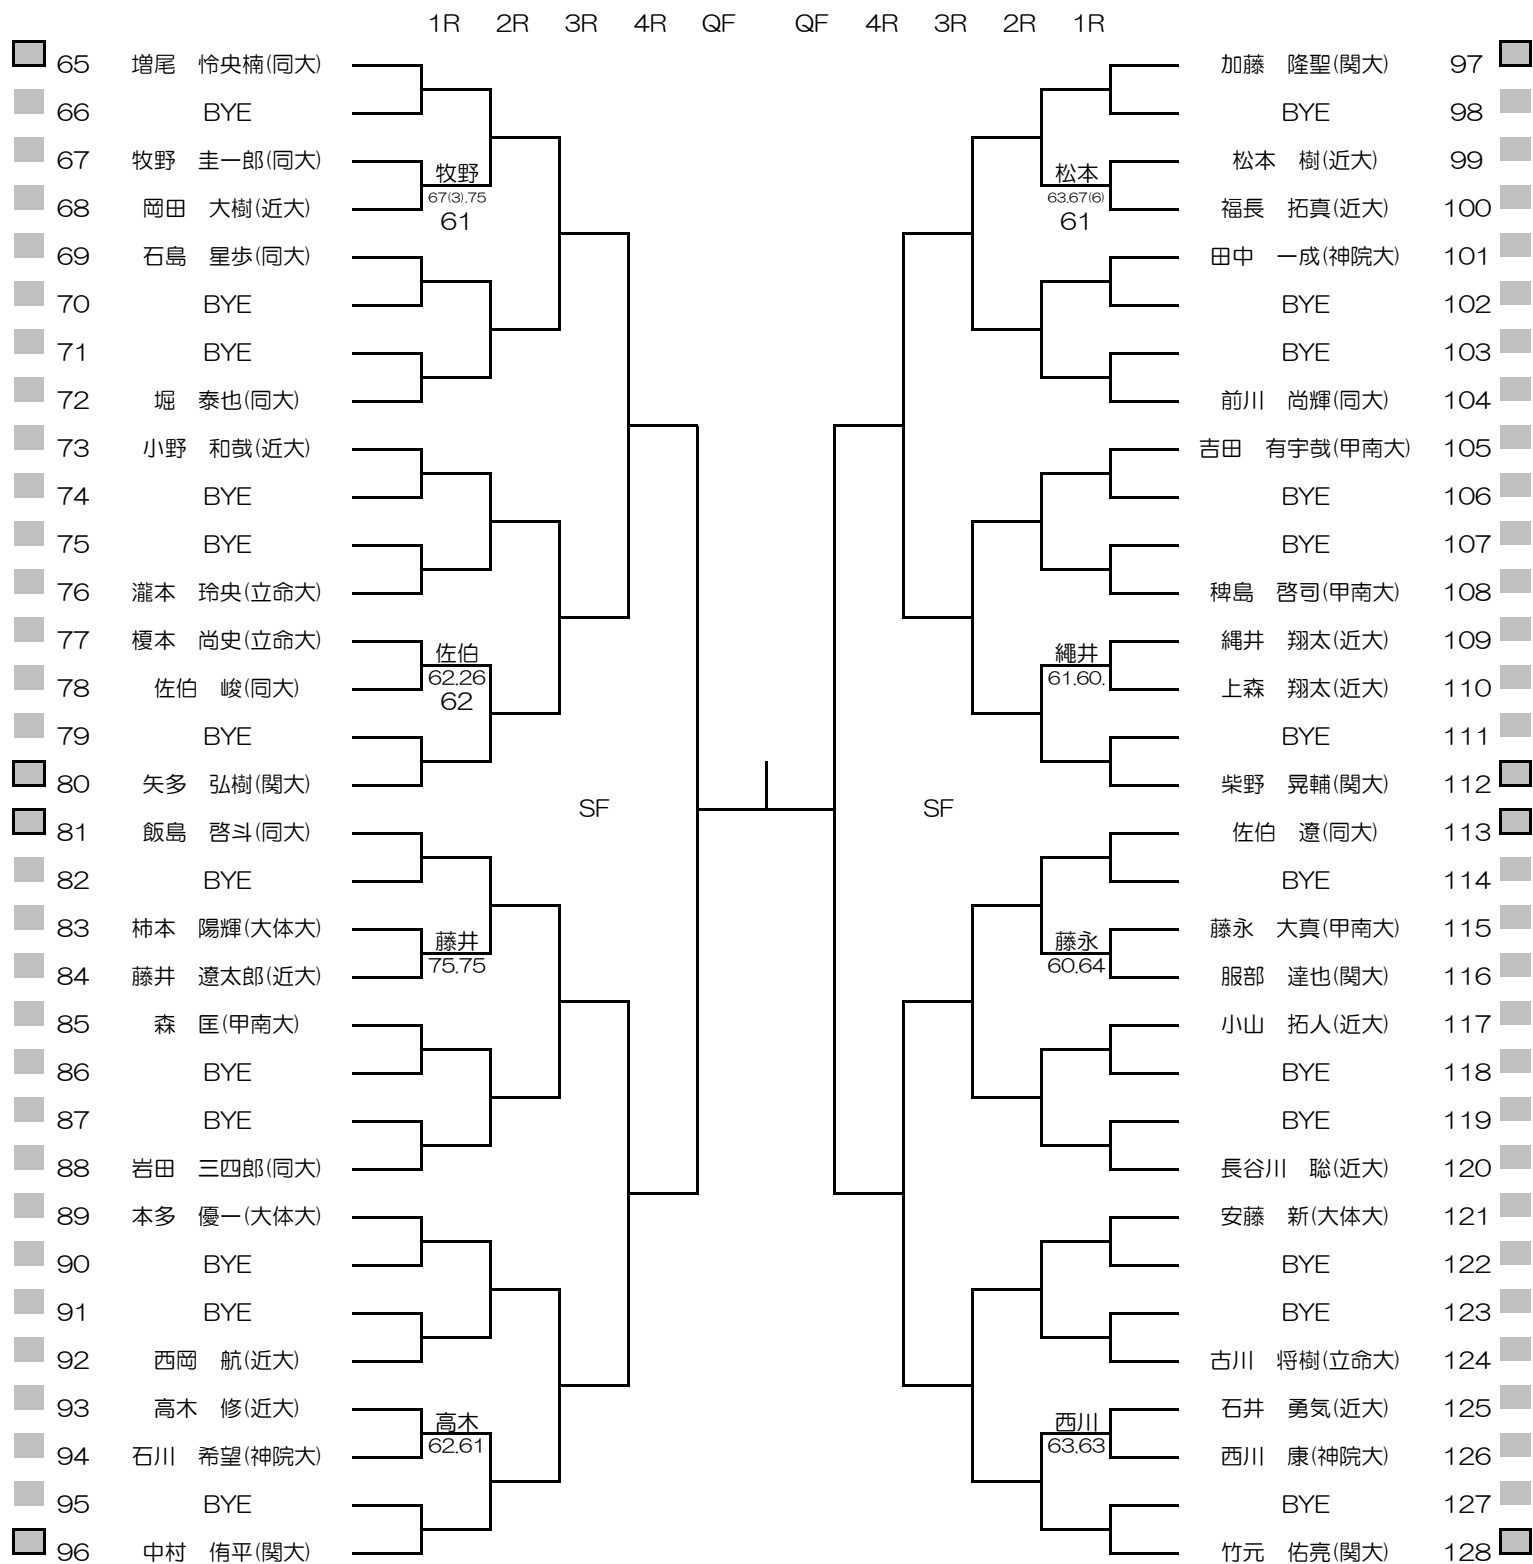 1R 2R 3R 4R QF QF 4R 3R 2R 1R
65 増尾　怜央楠(同大)
66 BYE
67 牧野　圭一郎(同大)
牧野
67(3).75
61
68 岡田　大樹(近大)
69 石島　星歩(同大)
70 BYE
71 BYE
72 堀　泰也(同大)
73 小野　和哉(近大)
74 BYE
75 BYE
76 瀧本　玲央(立命大)
77 榎本　尚史(立命大)
佐伯
62.26
62
78 佐伯　峻(同大)
79 BYE
80 矢多　弘樹(関大)
SF
81 飯島　啓斗(同大)
82 BYE
83 柿本　陽輝(大体大)
藤井
75.75
84 藤井　遼太郎(近大)
85 森　匡(甲南大)
86 BYE
87 BYE
88 岩田　三四郎(同大)
89 本多　優一(大体大)
90 BYE
91 BYE
92 西岡　航(近大)
93 高木　修(近大)
高木
62.61
94 石川　希望(神院大)
95 BYE
96 中村　侑平(関大)
加藤　隆聖(関大) 97
BYE 98
松本　樹(近大) 99
松本
63.67(6)
61
福長　拓真(近大) 100
田中　一成(神院大) 101
BYE 102
BYE 103
前川　尚輝(同大) 104
吉田　有宇哉(甲南大) 105
BYE 106
BYE 107
稗島　啓司(甲南大) 108
縄井　翔太(近大) 109
繩井
61.60.
上森　翔太(近大) 110
BYE 111
柴野　晃輔(関大) 112
SF
佐伯　遼(同大) 113
BYE 114
藤永　大真(甲南大) 115
藤永
60.64
服部　達也(関大) 116
小山　拓人(近大) 117
BYE 118
BYE 119
長谷川　聡(近大) 120
安藤　新(大体大) 121
BYE 122
BYE 123
古川　将樹(立命大) 124
石井　勇気(近大) 125
西川
63.63
西川　康(神院大) 126
BYE 127
竹元　佑亮(関大) 128